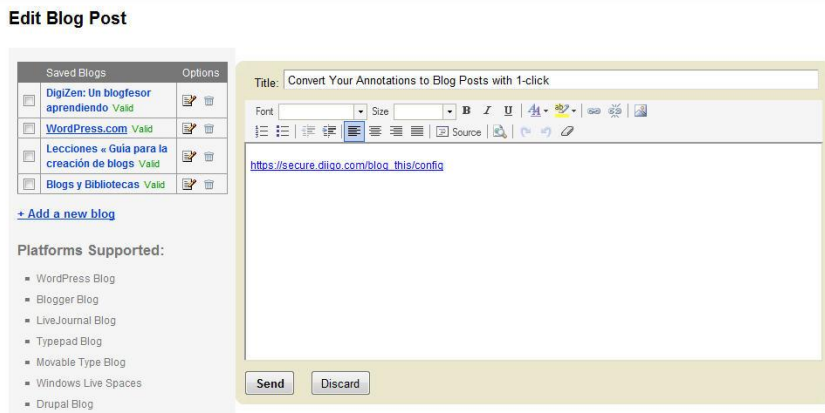 Edit Blog Post
Saved Blogs Options
DigiZen: Un blogfesor
aprendiendo Valid
WordPress.com Valid
Lecciones « Guía para la
creación de blogs Valid
Blogs y Bibliotecas Valid
+ Add a new blog
Platforms Supported:
WordPress Blog
Blogger Blog
LiveJournal Blog
Typepad Blog
Movable Type Blog
Windows Live Spaces
Drupal Blog
Title: Convert Your Annotations to Blog Posts with 1-click
Font Size B I U
Source
https://secure.diigo.com/blog_this/config
Send Discard